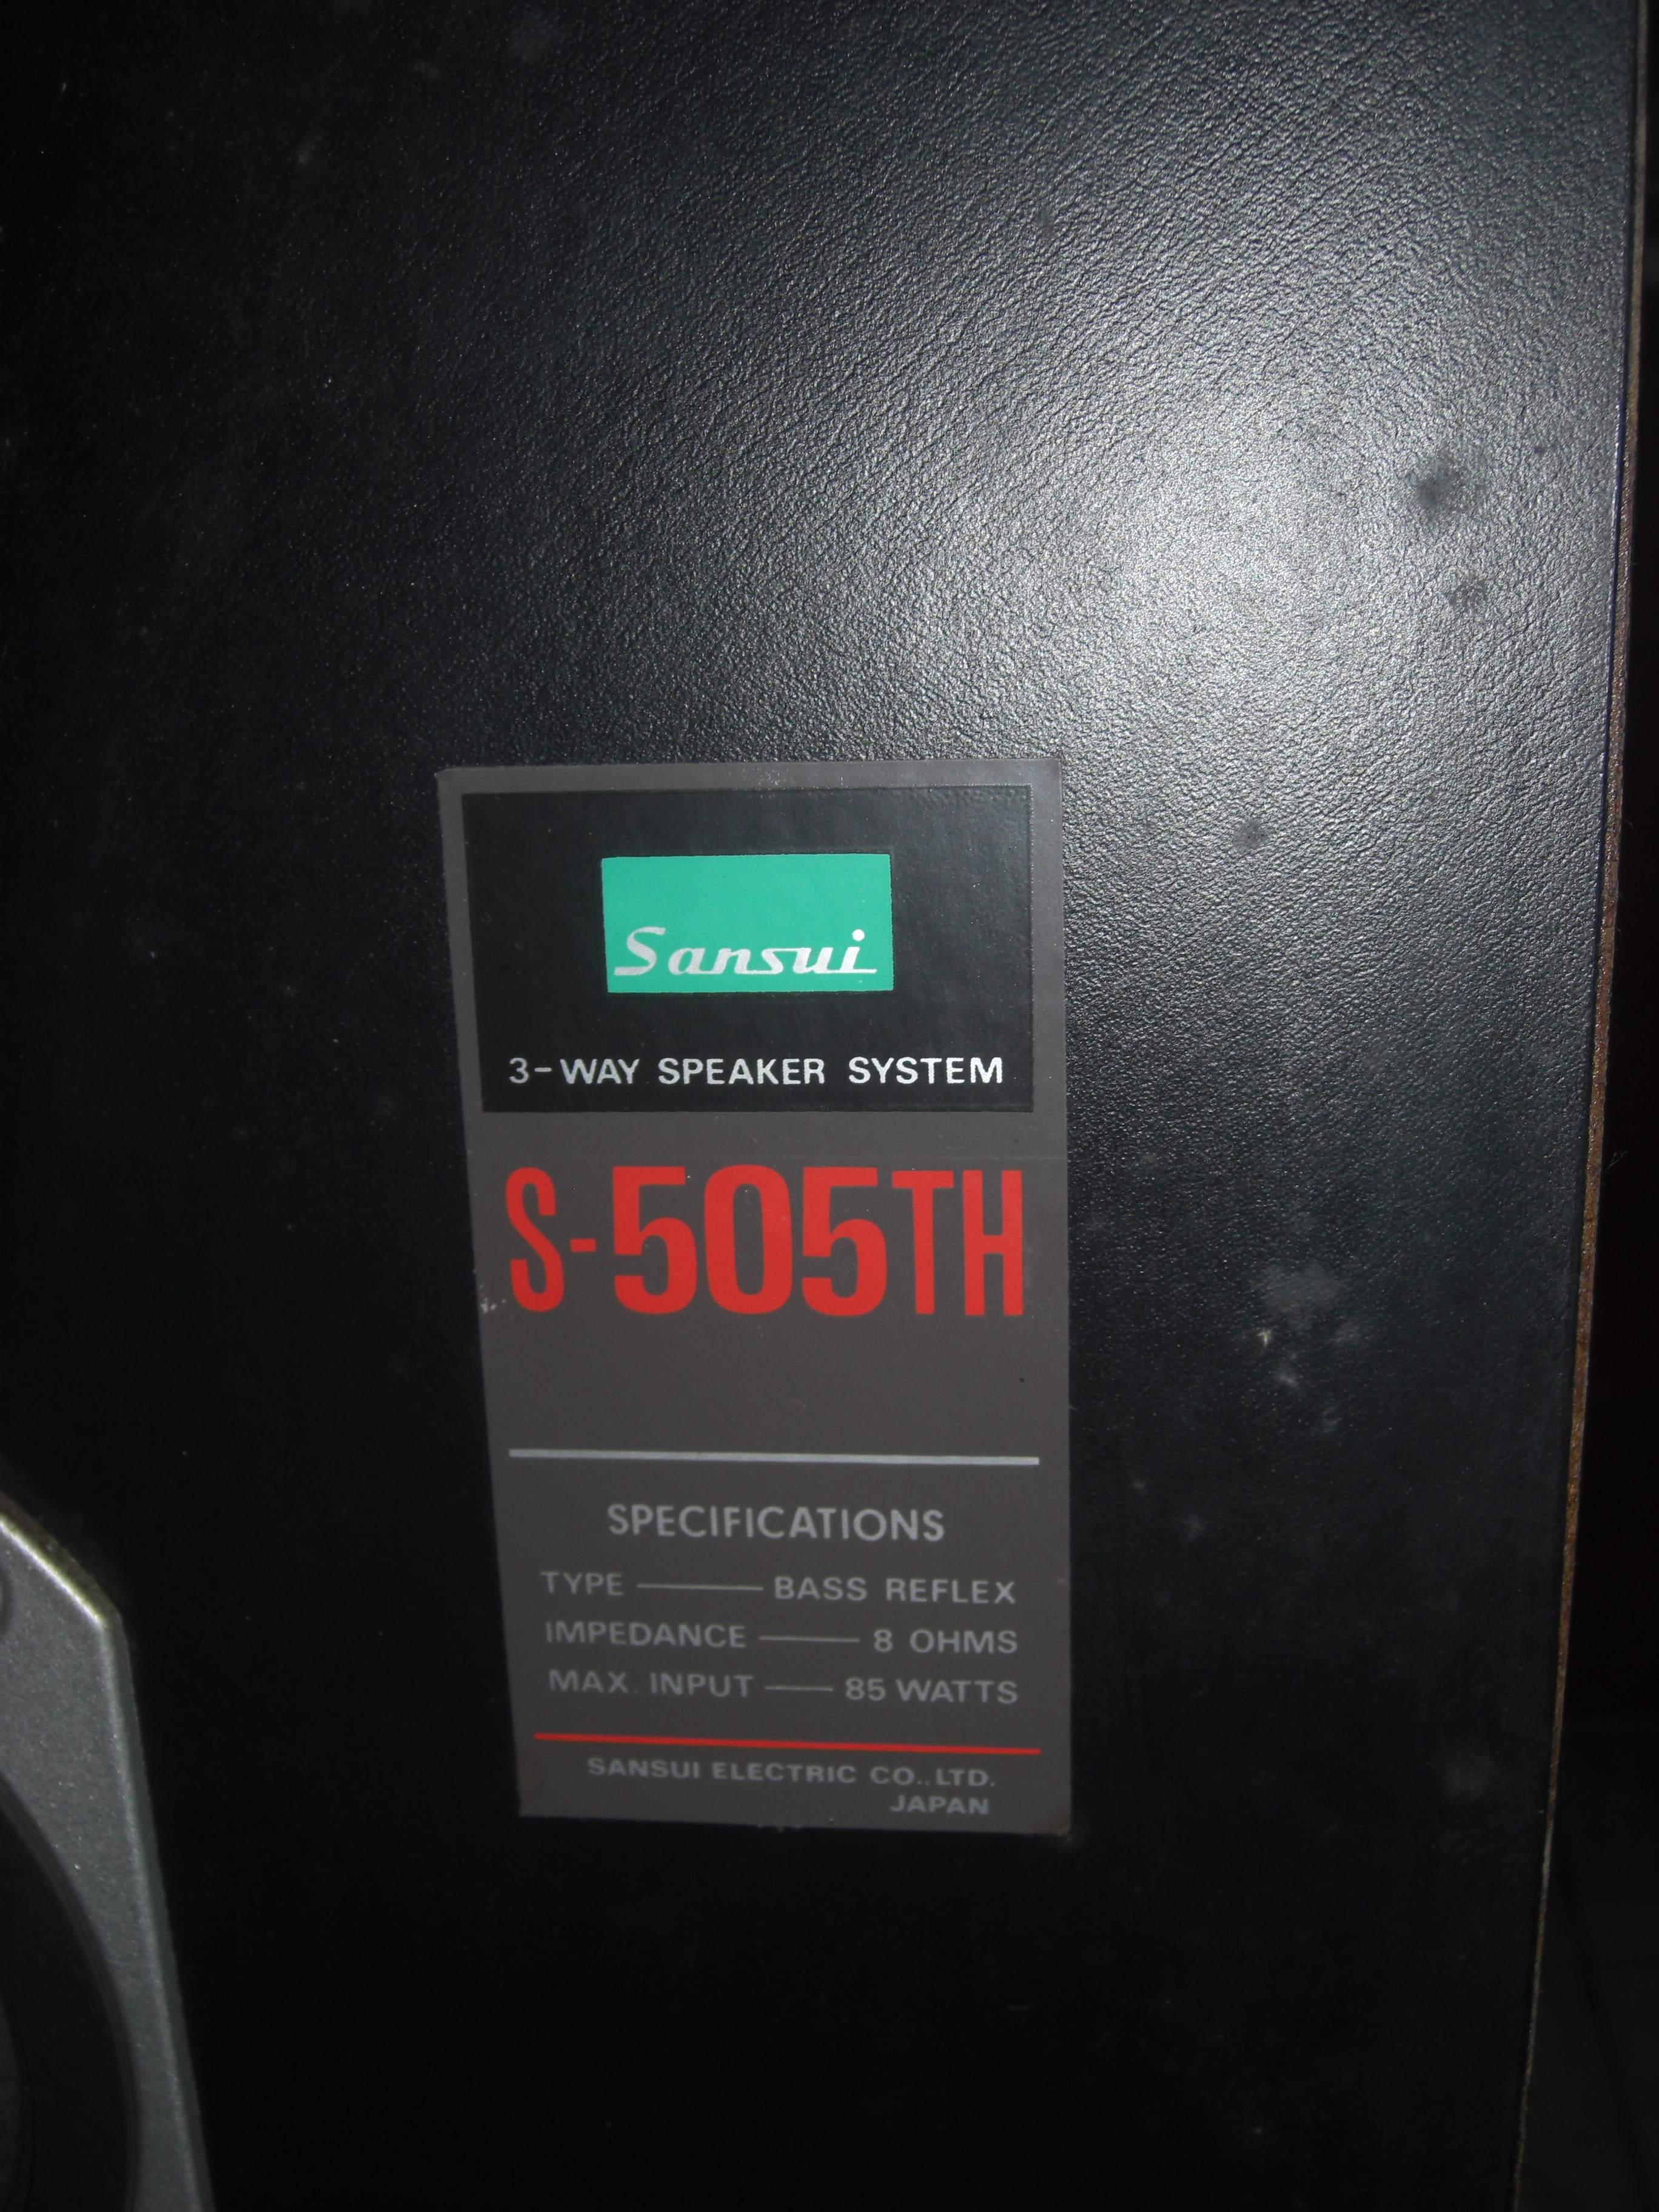 Sansui
3-WAY SPEAKER SYSTEM
S-505TH
SPECIFICATIONS
TYPE —— BASS REFLEX
IMPEDANCE —— 8 OHMS
MAX. INPUT —— 85 WATTS
SANSUI ELECTRIC CO., LTD.
JAPAN